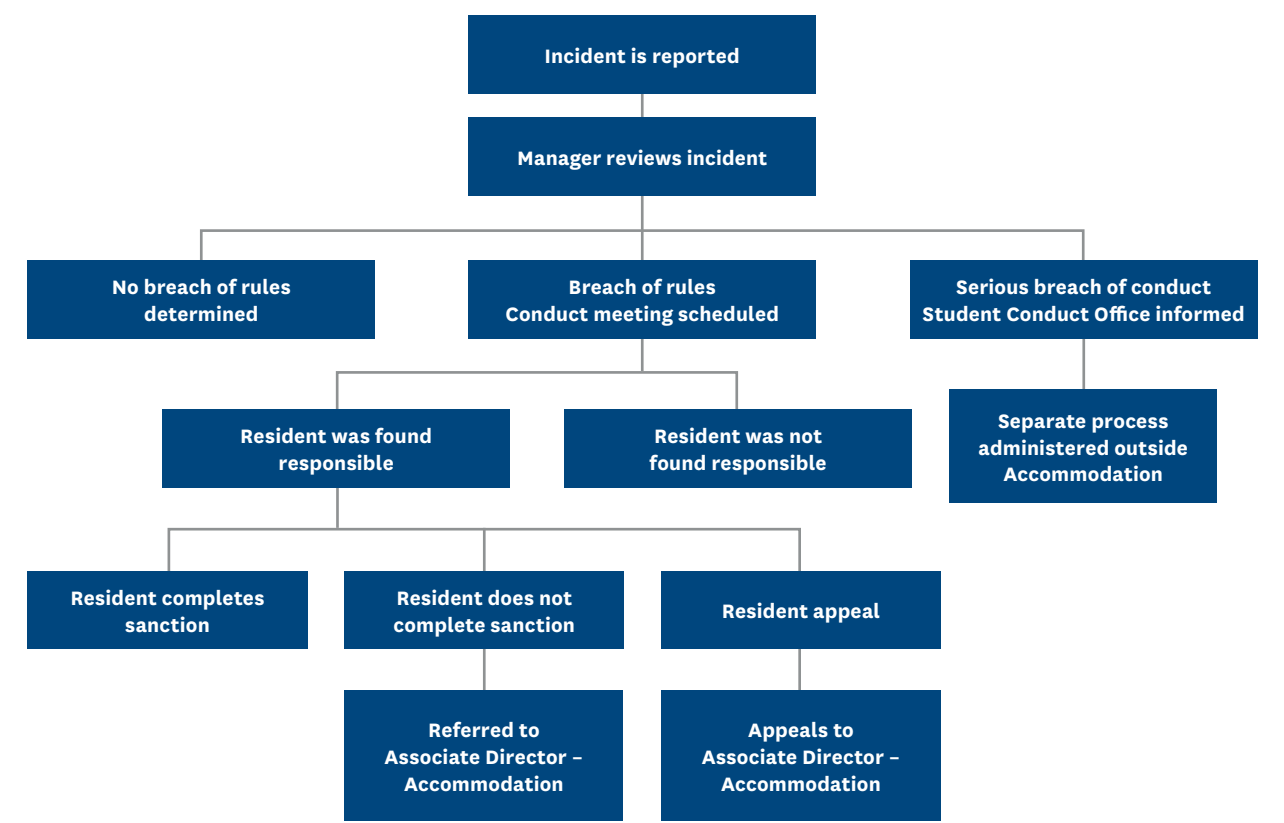 Incident is reported
Manager reviews incident
No breach of rules
determined
Breach of rules
Conduct meeting scheduled
Serious breach of conduct
Student Conduct Office informed
Resident was found
responsible
Resident was not
found responsible
Separate process
administered outside
Accommodation
Resident completes
sanction
Resident does not
complete sanction
Resident appeal
Referred to
Associate Director –
Accommodation
Appeals to
Associate Director –
Accommodation